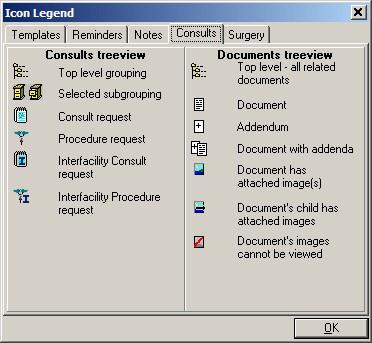 Icon Legend
Templates Reminders Notes Consults Surgery
Consults treeview
Top level grouping
Selected subgrouping
Consult request
Procedure request
Interfacility Consult
request
Interfacility Procedure
request
Documents treeview
Top level - all related
documents
Document
Addendum
Document with addenda
Document has
attached image(s)
Document's child has
attached images
Document's images
cannot be viewed
OK